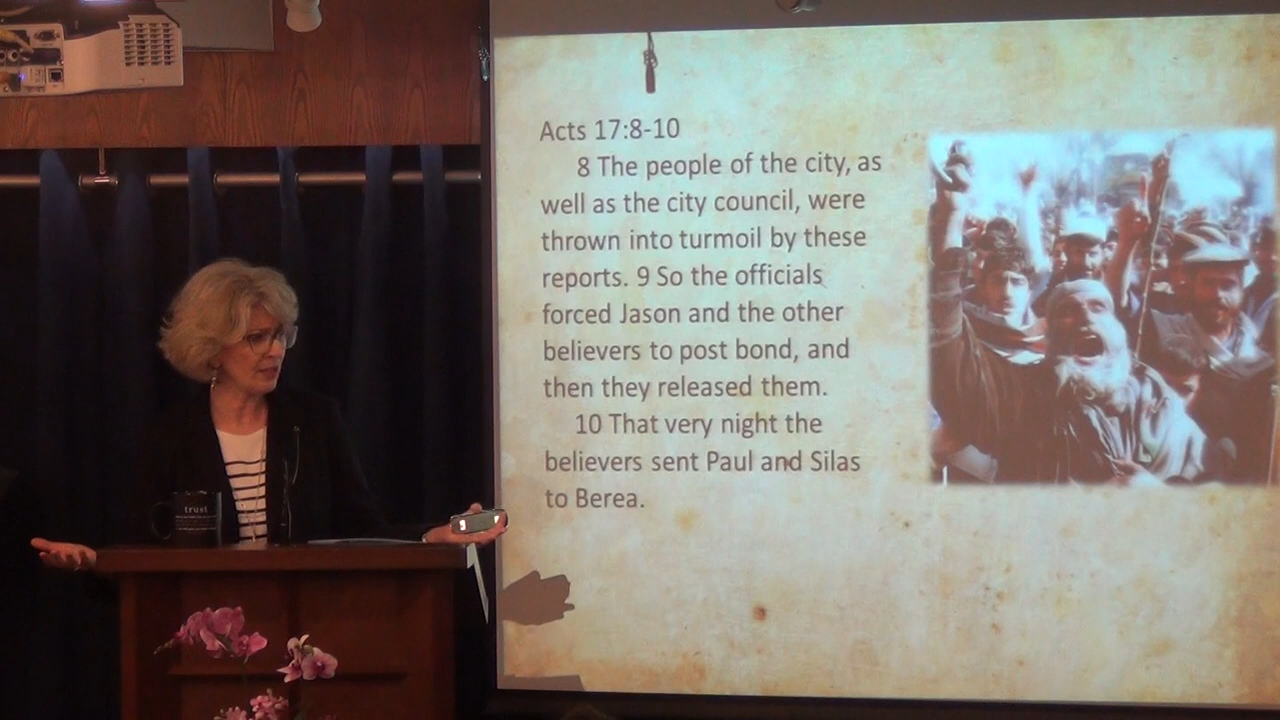 Acts 17:8-10
8 The people of the city, as
well as the city council, were
thrown into turmoil by these
reports. 9 So the officials
forced Jason and the other
believers to post bond, and
then they released them.
10 That very night the
believers sent Paul and Silas
to Berea.
trust